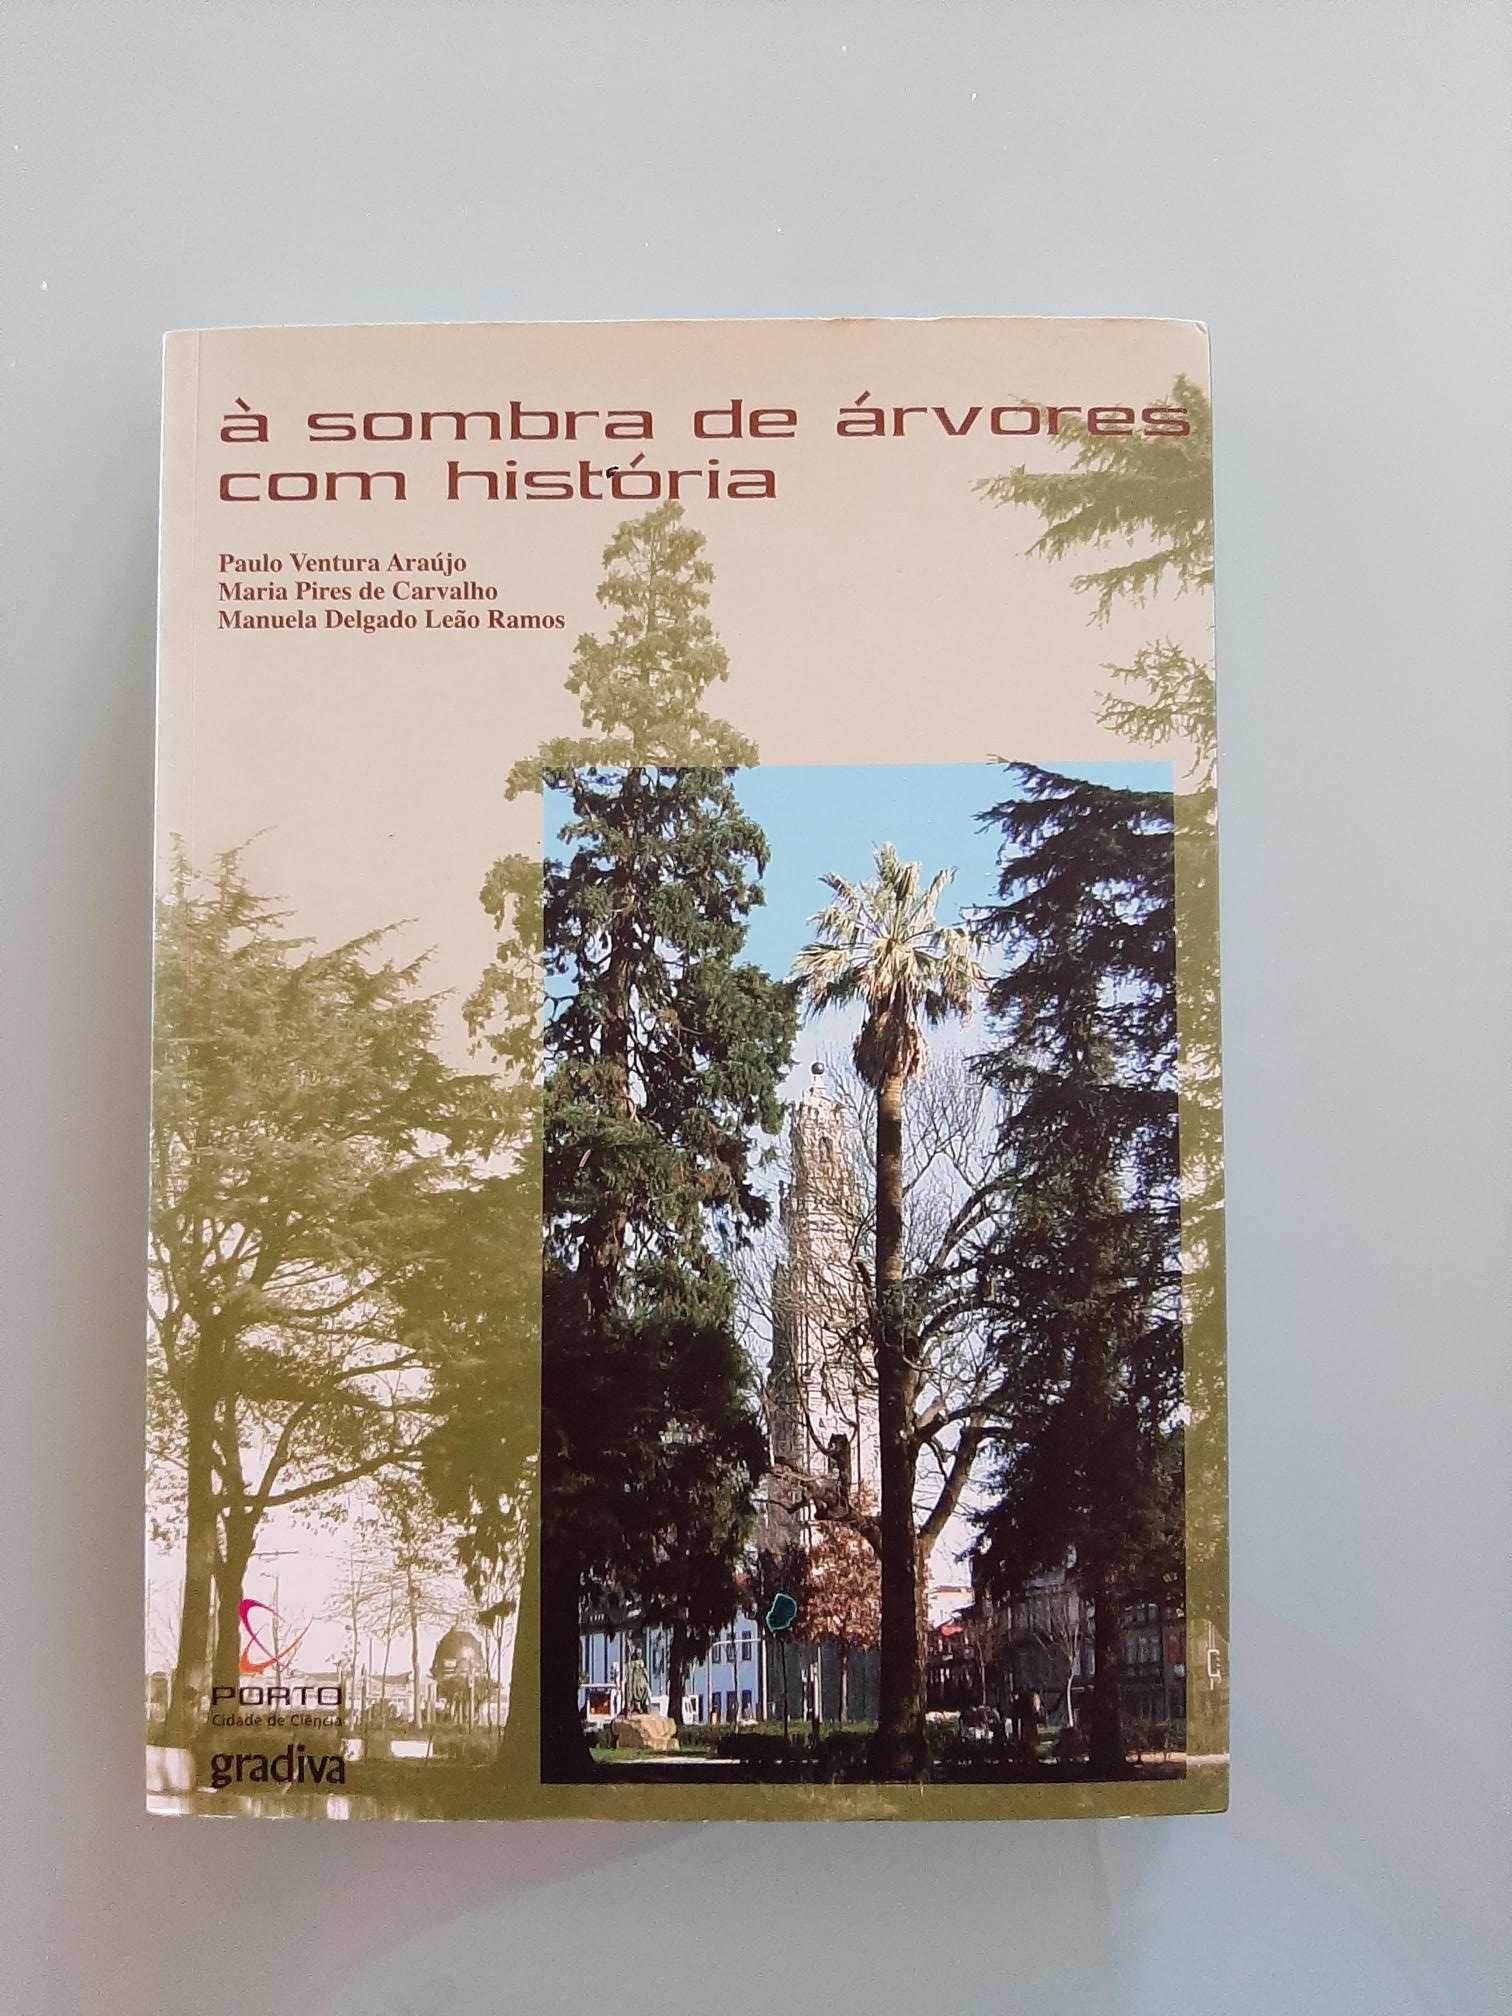 à sombra de árvores
com história
Paulo Ventura Araújo
Maria Pires de Carvalho
Manuela Delgado Leão Ramos
PORTO
Cidade de Ciência
gradiva